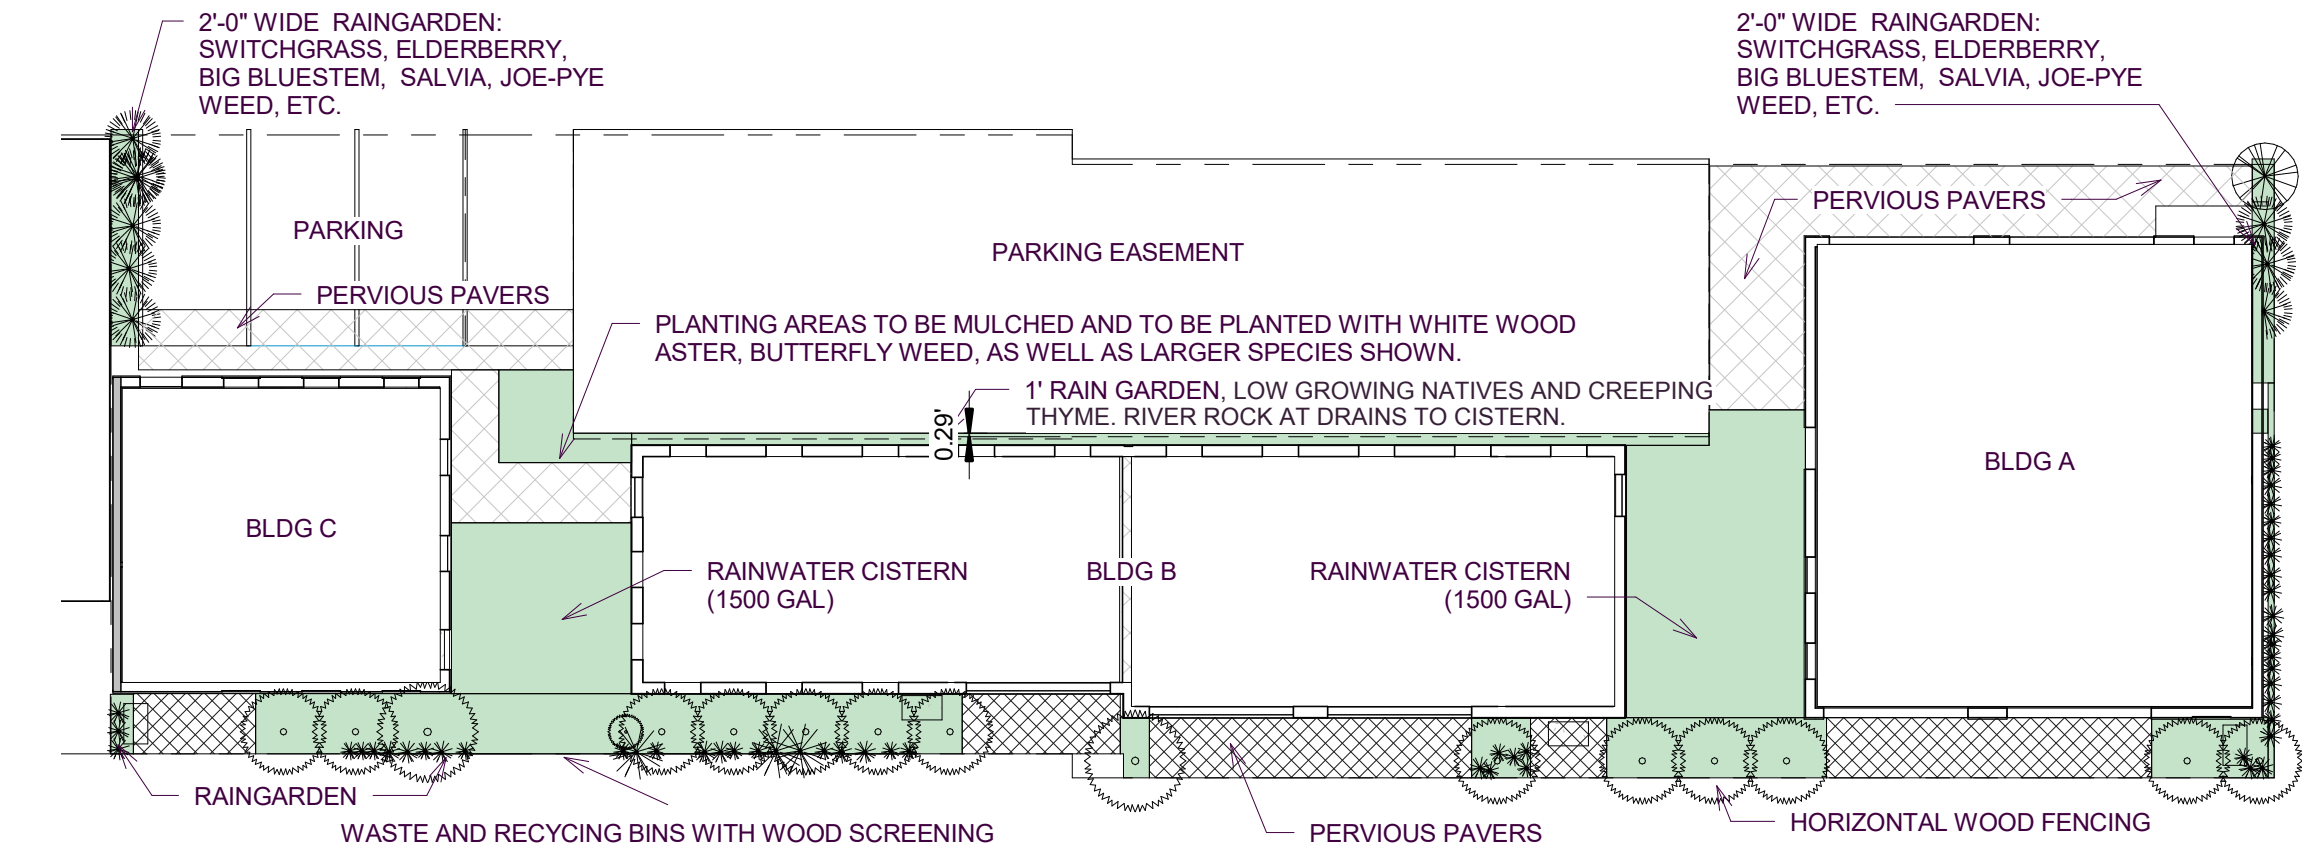 2'-0" WIDE RAINGARDEN:
SWITCHGRASS, ELDERBERRY,
BIG BLUESTEM, SALVIA, JOE-PYE
WEED, ETC.
2'-0" WIDE RAINGARDEN:
SWITCHGRASS, ELDERBERRY,
BIG BLUESTEM, SALVIA, JOE-PYE
WEED, ETC.
PERVIOUS PAVERS
PARKING
PARKING EASEMENT
PERVIOUS PAVERS
PLANTING AREAS TO BE MULCHED AND TO BE PLANTED WITH WHITE WOOD
ASTER, BUTTERFLY WEED, AS WELL AS LARGER SPECIES SHOWN.
1' RAIN GARDEN, LOW GROWING NATIVES AND CREEPING
THYME. RIVER ROCK AT DRAINS TO CISTERN.
0.29'
BLDG A
BLDG C
RAINWATER CISTERN
(1500 GAL)
BLDG B
RAINWATER CISTERN
(1500 GAL)
RAINGARDEN
WASTE AND RECYCING BINS WITH WOOD SCREENING
PERVIOUS PAVERS
HORIZONTAL WOOD FENCING